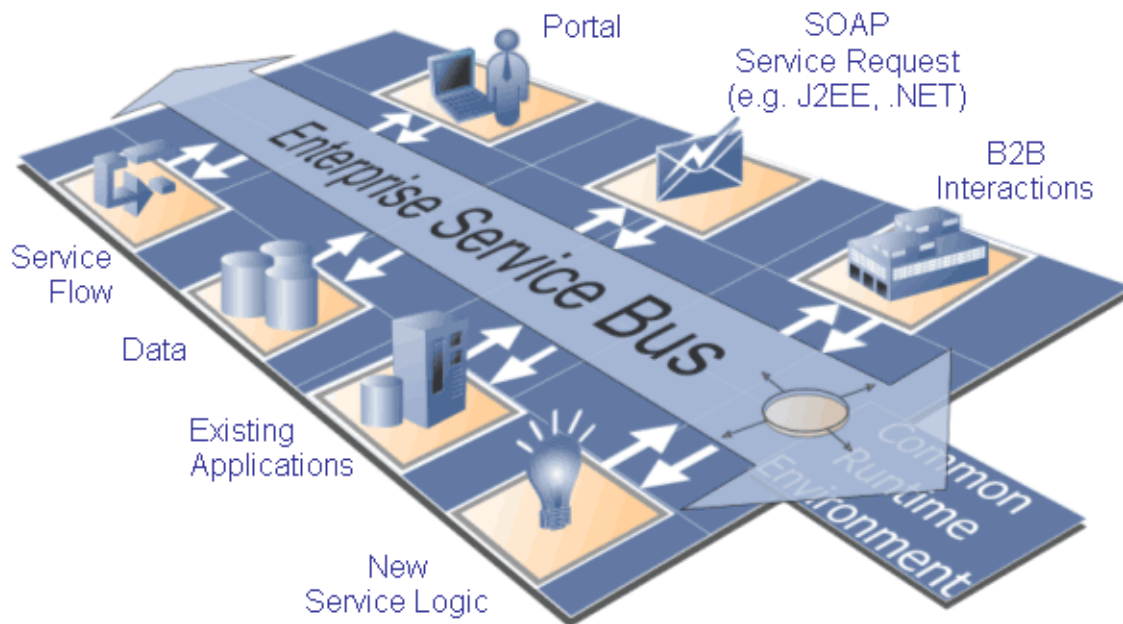 Portal
SOAP
Service Request
(e.g. J2EE, .NET)
B2B
Interactions
Enterprise Service Bus
Service
Flow
Data
Existing
Applications
New
Service Logic
Common
Runtime
Environment